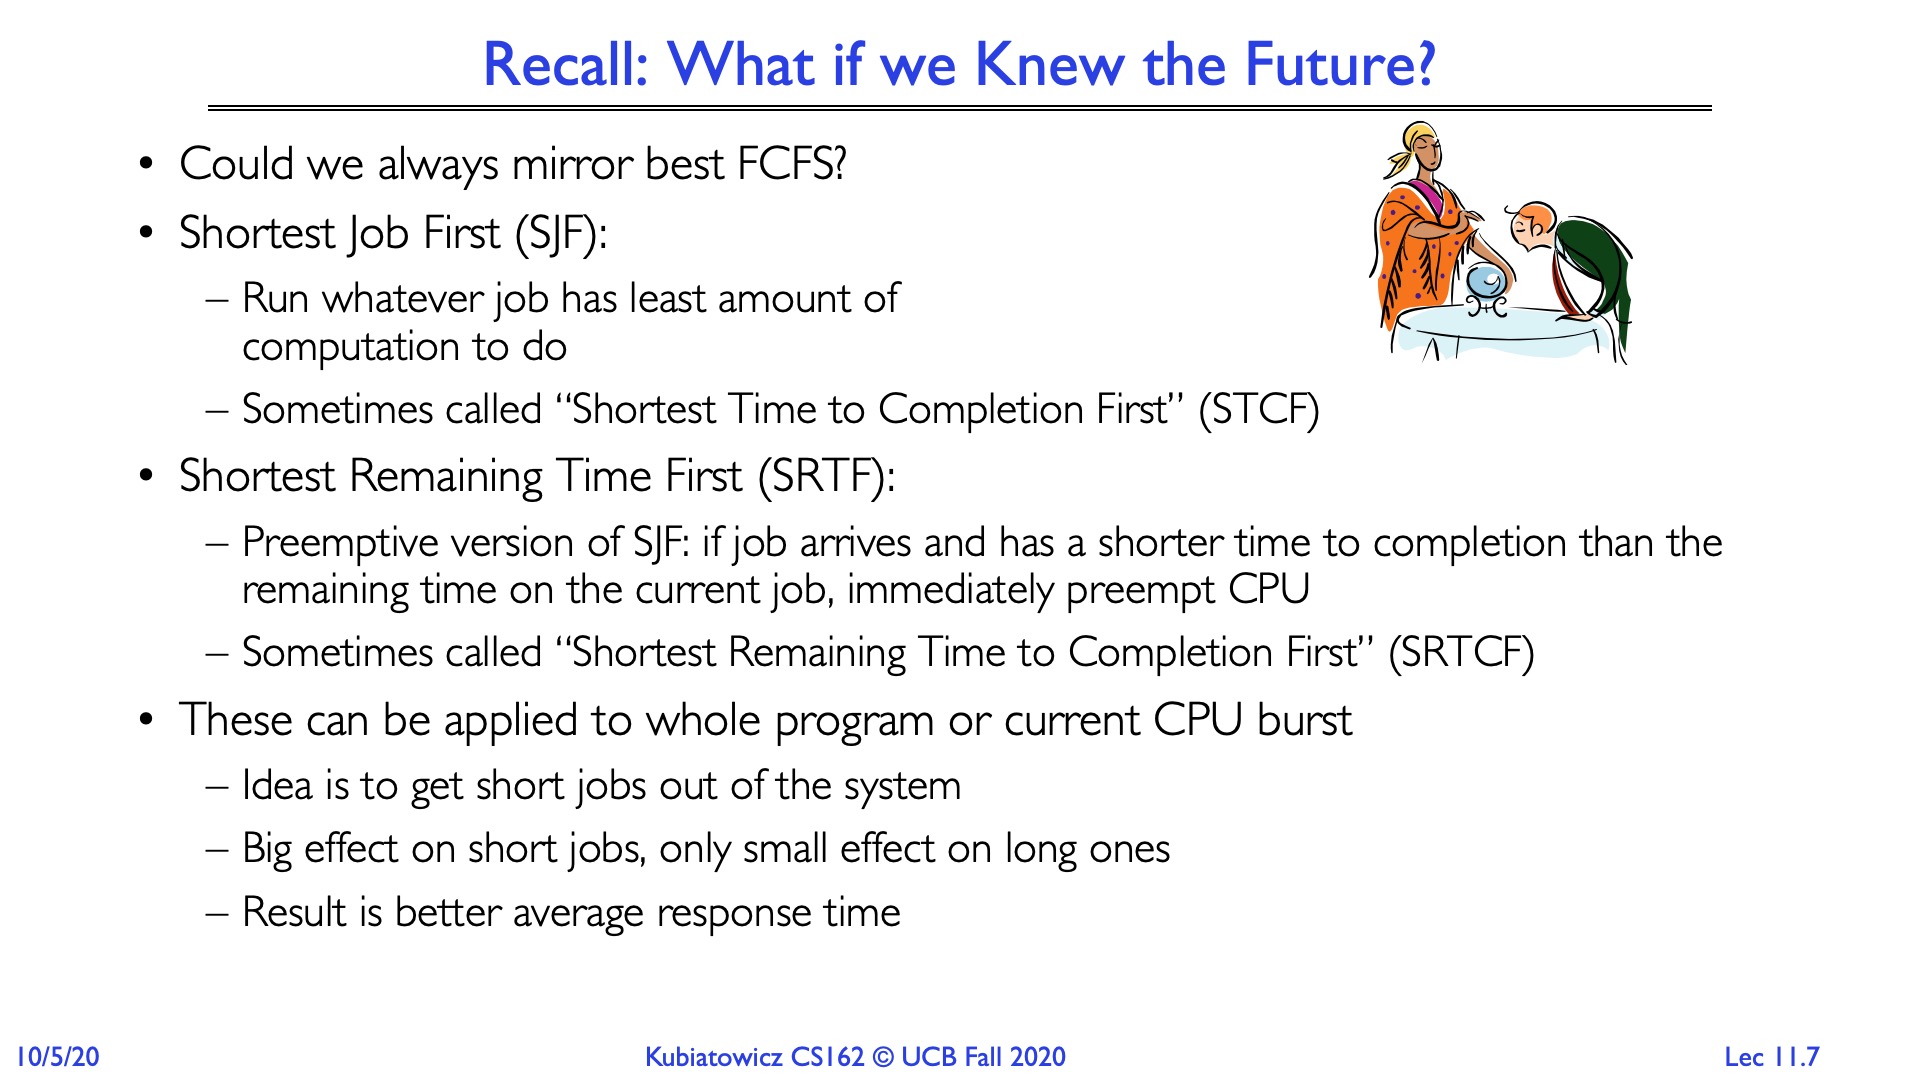 Recall: What if we Knew the Future?
• Could we always mirror best FCFS?
• Shortest Job First (SJF):
– Run whatever job has least amount of
computation to do
– Sometimes called “Shortest Time to Completion First” (STCF)
• Shortest Remaining Time First (SRTF):
– Preemptive version of SJF: if job arrives and has a shorter time to completion than the
remaining time on the current job, immediately preempt CPU
– Sometimes called “Shortest Remaining Time to Completion First” (SRTCF)
• These can be applied to whole program or current CPU burst
– Idea is to get short jobs out of the system
– Big effect on short jobs, only small effect on long ones
– Result is better average response time
10/5/20
Kubiatowicz CS162 © UCB Fall 2020
Lec 11.7